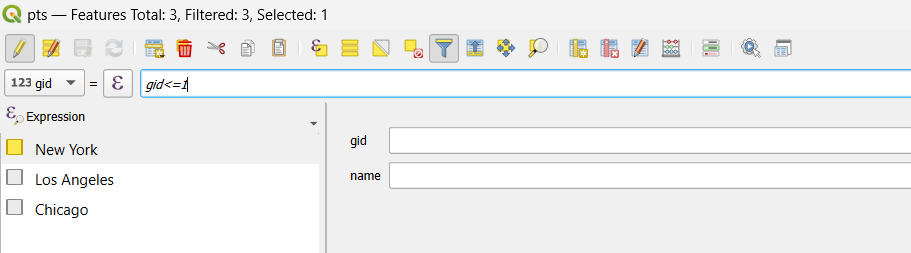 pts — Features Total: 3, Filtered: 3, Selected: 1
123 gid = ε gid<=1
Expression
New York
Los Angeles
Chicago
gid
name